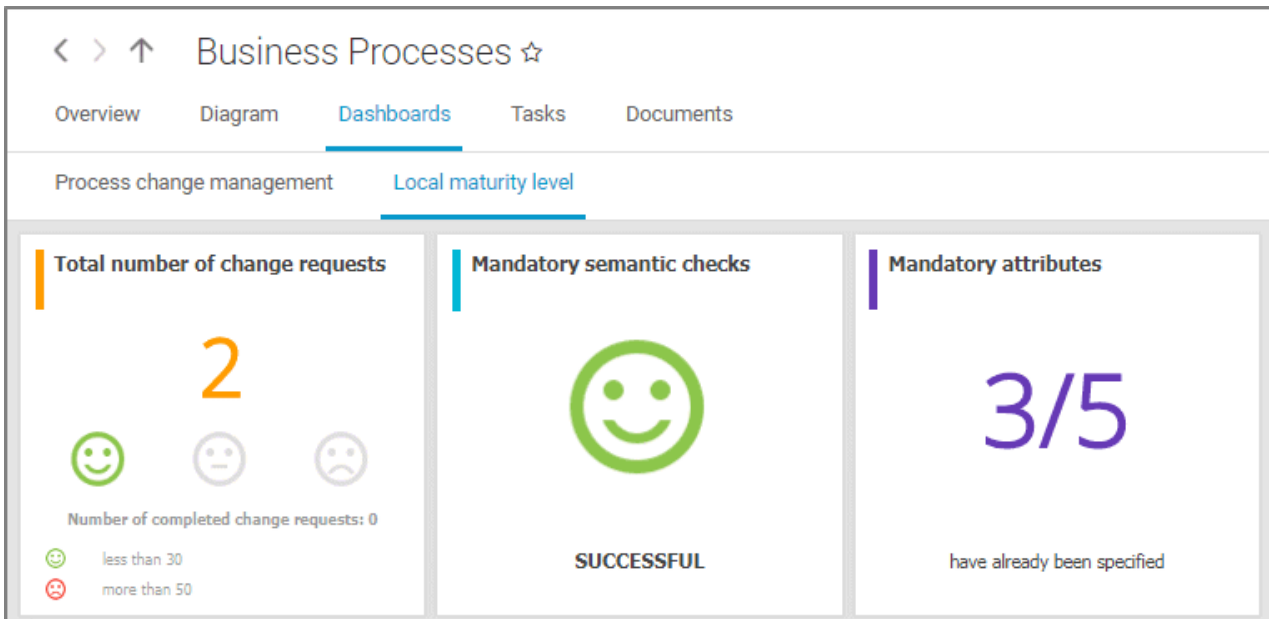 Business Processes
Overview Diagram Dashboards Tasks Documents
Process change management Local maturity level
Total number of change requests
2
Number of completed change requests: 0
less than 30
more than 50
Mandatory semantic checks
SUCCESSFUL
Mandatory attributes
3/5
have already been specified